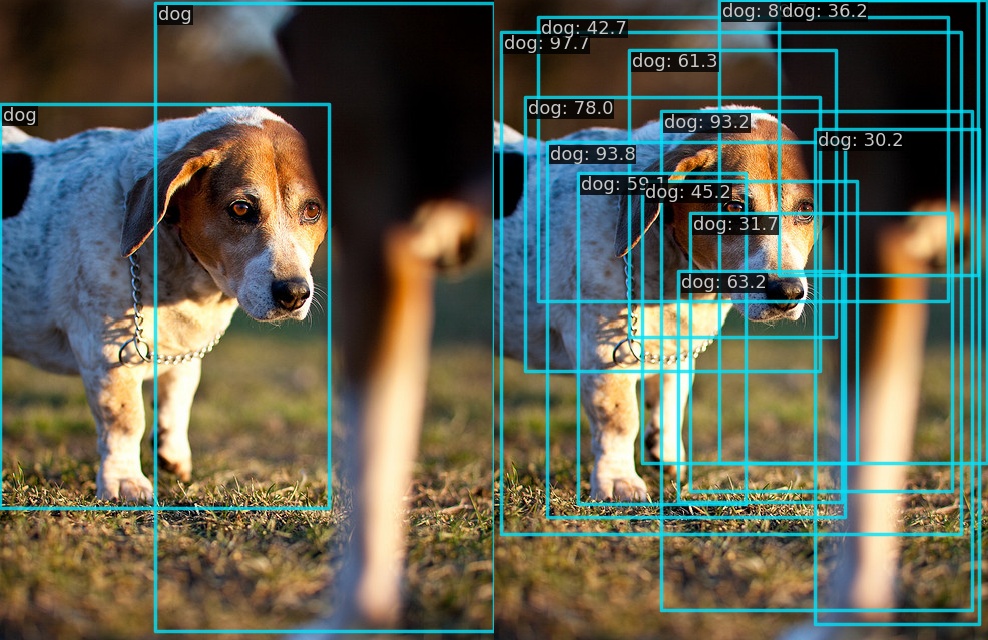 dog
dog
dog: 8
dog: 36.2
dog: 42.7
dog: 97.7
dog: 61.3
dog: 78.0
dog: 93.2
dog: 30.2
dog: 93.8
dog: 59.1
dog: 45.2
dog: 31.7
dog: 63.2